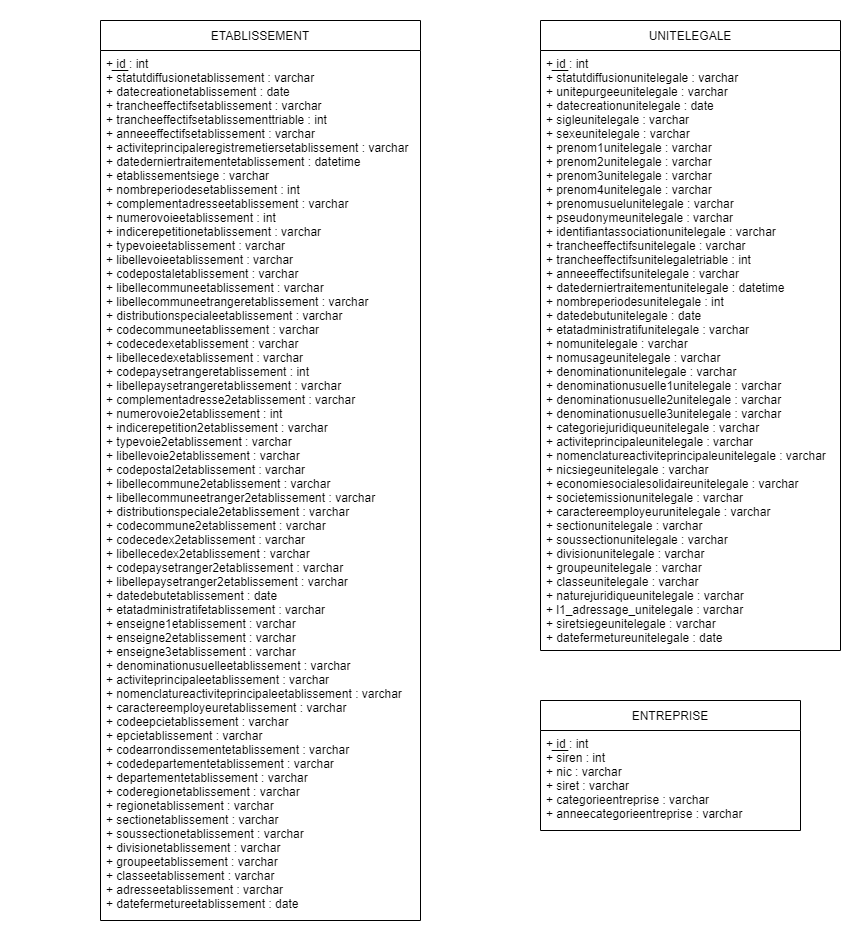 ETABLISSEMENT
+ id : int
+ statutdiffusionetablissement : varchar
+ datecreationetablissement : date
+ trancheeffectifsetablissement : varchar
+ trancheeffectifsetablissementtriable : int
+ anneeeffectifsetablissement : varchar
+ activiteprincipaleregistremetiersetablissement : varchar
+ datederniertraitementetablissement : datetime
+ etablissementsiege : varchar
+ nombreperiodesetablissement : int
+ complementadresseetablissement : varchar
+ numerovoieetablissement : int
+ indicerepetitionetablissement : varchar
+ typevoieetablissement : varchar
+ libellevoieetablissement : varchar
+ codepostaletablissement : varchar
+ libellecommuneetablissement : varchar
+ libellecommuneetrangeretablissement : varchar
+ distributionspecialeetablissement : varchar
+ codecommuneetablissement : varchar
+ codecedexetablissement : varchar
+ libellecedexetablissement : varchar
+ codepaysetrangeretablissement : int
+ libellepaysetrangeretablissement : varchar
+ complementadresse2etablissement : varchar
+ numerovoie2etablissement : int
+ indicerepetition2etablissement : varchar
+ typevoie2etablissement : varchar
+ libellevoie2etablissement : varchar
+ codepostal2etablissement : varchar
+ libellecommune2etablissement : varchar
+ libellecommuneetranger2etablissement : varchar
+ distributionspeciale2etablissement : varchar
+ codecommune2etablissement : varchar
+ codecedex2etablissement : varchar
+ libellecedex2etablissement : varchar
+ codepaysetranger2etablissement : varchar
+ libellepaysetranger2etablissement : varchar
+ datedebutetablissement : date
+ etatadministratifetablissement : varchar
+ enseigne1etablissement : varchar
+ enseigne2etablissement : varchar
+ enseigne3etablissement : varchar
+ denominationusuelleetablissement : varchar
+ activiteprincipaleetablissement : varchar
+ nomenclatureactiviteprincipaleetablissement : varchar
+ caractereemployeuretablissement : varchar
+ codeepcietablissement : varchar
+ epcietablissement : varchar
+ codearrondissementetablissement : varchar
+ codedepartementetablissement : varchar
+ departementetablissement : varchar
+ coderegionetablissement : varchar
+ regionetablissement : varchar
+ sectionetablissement : varchar
+ soussectionetablissement : varchar
+ divisionetablissement : varchar
+ groupeetablissement : varchar
+ classeetablissement : varchar
+ adresseetablissement : varchar
+ datefermetureetablissement : date
UNITELEGALE
+ id : int
+ statutdiffusionunitelegale : varchar
+ unitepurgeeunitelegale : varchar
+ datecreationunitelegale : date
+ sigleunitelegale : varchar
+ sexeunitelegale : varchar
+ prenom1unitelegale : varchar
+ prenom2unitelegale : varchar
+ prenom3unitelegale : varchar
+ prenom4unitelegale : varchar
+ prenomusuelunitelegale : varchar
+ pseudonymeunitelegale : varchar
+ identifiantassociationunitelegale : varchar
+ trancheeffectifsunitelegale : varchar
+ trancheeffectifsunitelegaletriable : int
+ anneeeffectifsunitelegale : varchar
+ datederniertraitementunitelegale : datetime
+ nombreperiodesunitelegale : int
+ datedebutunitelegale : date
+ etatadministratifunitelegale : varchar
+ nomunitelegale : varchar
+ nomusageunitelegale : varchar
+ denominationunitelegale : varchar
+ denominationusuelle1unitelegale : varchar
+ denominationusuelle2unitelegale : varchar
+ denominationusuelle3unitelegale : varchar
+ categoriejuridiqueunitelegale : varchar
+ activiteprincipaleunitelegale : varchar
+ nomenclatureactiviteprincipaleunitelegale : varchar
+ nicsiegeunitelegale : varchar
+ economiesocialesolidaireunitelegale : varchar
+ societemissionunitelegale : varchar
+ caractereemployeurunitelegale : varchar
+ sectionunitelegale : varchar
+ soussectionunitelegale : varchar
+ divisionunitelegale : varchar
+ groupeunitelegale : varchar
+ classeunitelegale : varchar
+ naturejuridiqueunitelegale : varchar
+ l1_adressage_unitelegale : varchar
+ siretsiegeunitelegale : varchar
+ datefermetureunitelegale : date
ENTREPRISE
+ id : int
+ siren : int
+ nic : varchar
+ siret : varchar
+ categorieentreprise : varchar
+ anneecategorieentreprise : varchar